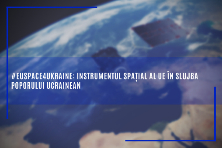 #EUSPACE4UKRAINE: INSTRUMENTUL SPAȚIAL AL UE ÎN SLUJBA
POPORULUI UCRAINEAN